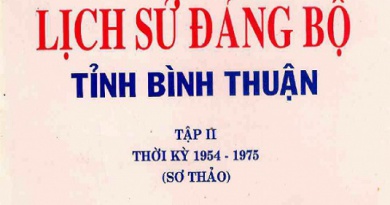 LỊCH SỬ ĐẢNG BỘ
TỈNH BÌNH THUẬN
TẬP II
THỜI KỲ 1954 - 1975
(SƠ THẢO)